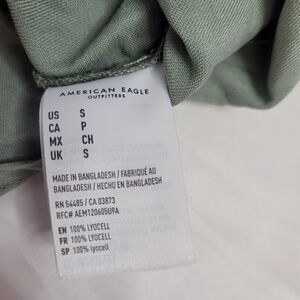 AMERICAN EAGLE
OUTFITTERS
US S
CA P
MX CH
UK S
MADE IN BANGLADESH / FABRIQUÉ AU
BANGLADESH / HECHO EN BANGLADESH
RN 54485 / CA 03873
RFC# AEM120605U9A
EN 100% LYOCELL
FR 100% LYOCELL
SP 100% lyocell